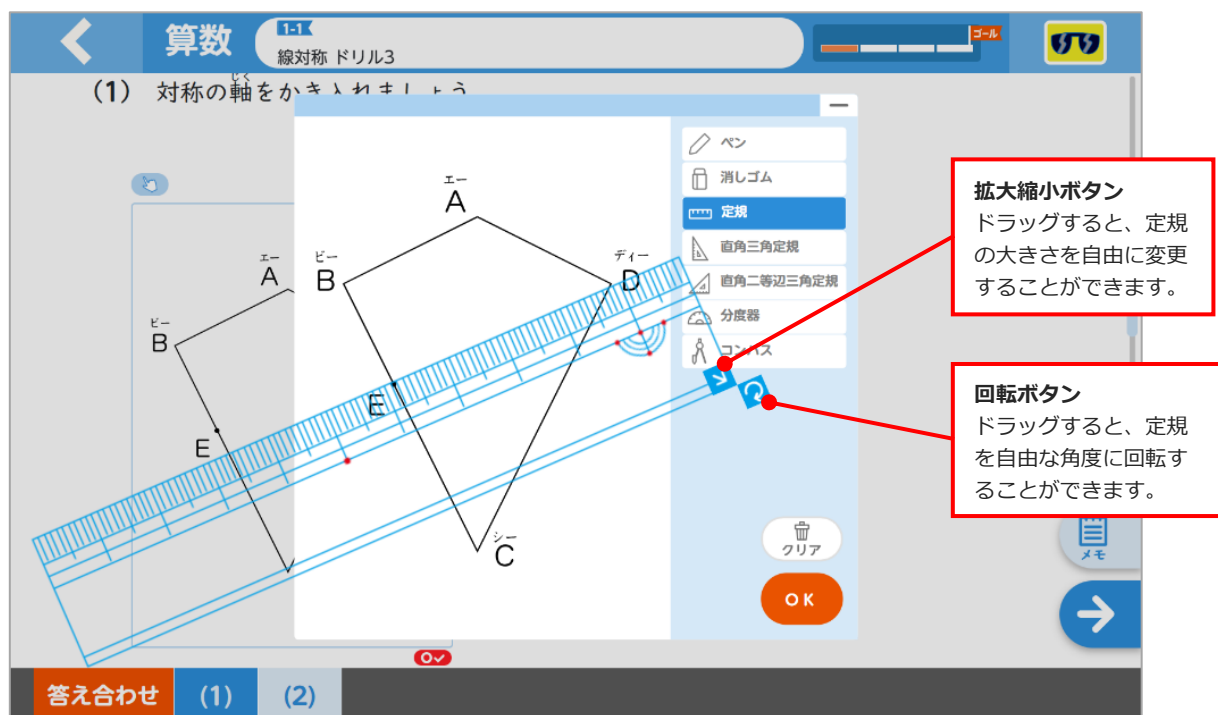 算数
1-1
線対称 ドリル3
ゴール
じく
(1) 対称の軸をかき入れましょう
エー
A
ビー
B
E
エー
A
ビー
B
ディー
D
E
シー
C
ペン
消しゴム
定規
直角三角定規
直角二等辺三角定規
分度器
コンパス
クリア
OK
拡大縮小ボタン
ドラッグすると、定規
の大きさを自由に変更
することができます。
回転ボタン
ドラッグすると、定規
を自由な角度に回転す
ることができます。
メモ
答え合わせ
(1)
(2)